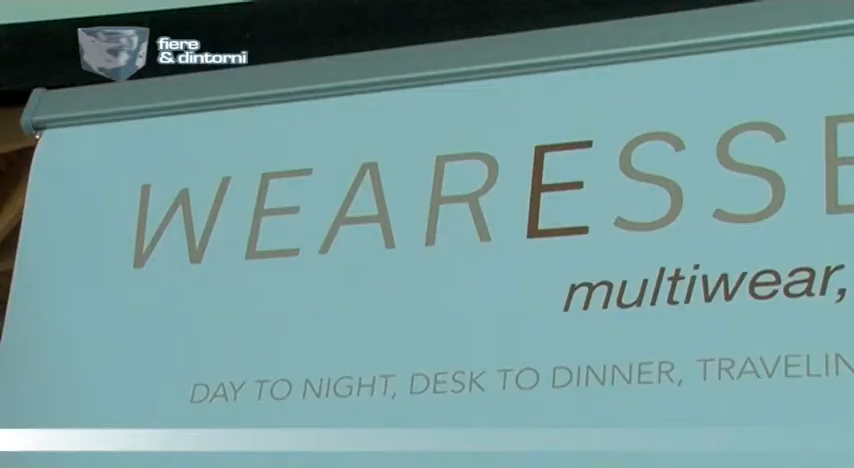 fiere
& dintorni
WEARESSE
multiwear,
DAY TO NIGHT, DESK TO DINNER, TRAVELIN